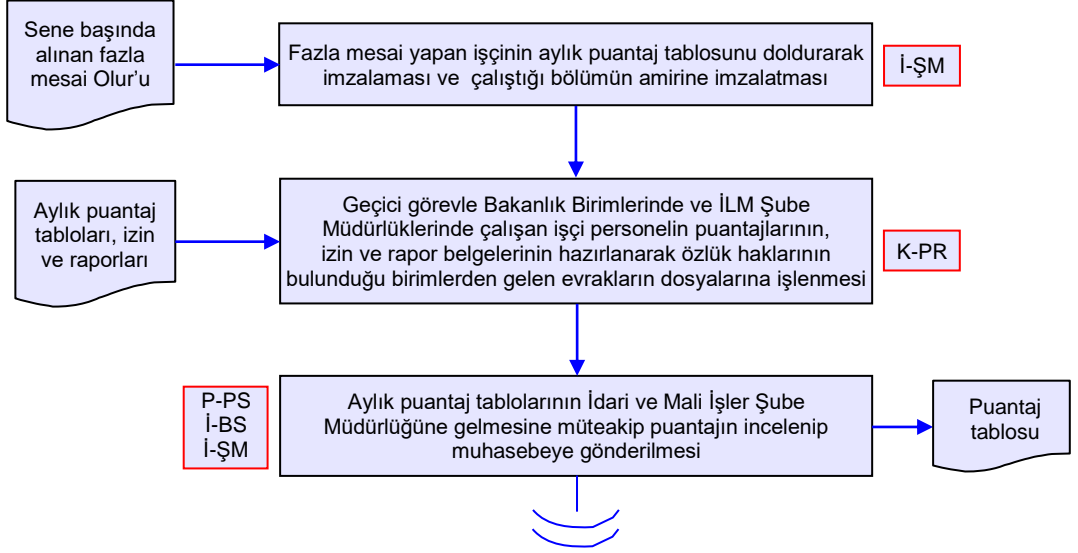 Sene başında
alınan fazla
mesai Olur’u
Fazla mesai yapan işçinin aylık puantaj tablosunu doldurarak
imzalaması ve  çalıştığı bölümün amirine imzalatması
İ-ŞM
Aylık puantaj
tabloları, izin
ve raporları
Geçici görevle Bakanlık Birimlerinde ve İLM Şube
Müdürlüklerinde çalışan işçi personelin puantajlarının,
izin ve rapor belgelerinin hazırlanarak özlük haklarının
bulunduğu birimlerden gelen evrakların dosyalarına işlenmesi
K-PR
P-PS
İ-BS
İ-ŞM
Aylık puantaj tablolarının İdari ve Mali İşler Şube
Müdürlüğüne gelmesine müteakip puantajın incelenip
muhasebeye gönderilmesi
Puantaj
tablosu